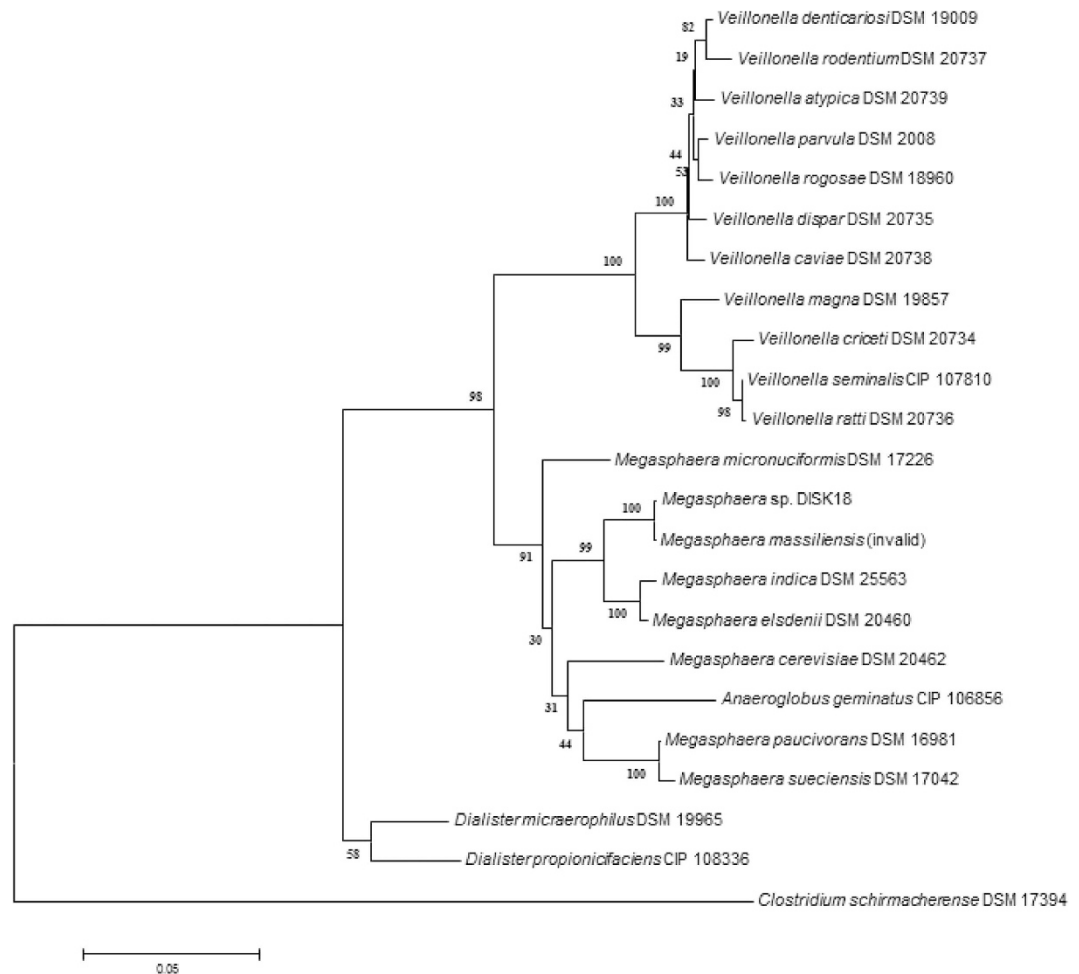 82
Veillonella denticariosi DSM 19009
19
Veillonella rodentium DSM 20737
33
Veillonella atypica DSM 20739
Veillonella parvula DSM 2008
44
53
Veillonella rogosae DSM 18960
100
Veillonella dispar DSM 20735
100
Veillonella caviae DSM 20738
Veillonella magna DSM 19857
99
Veillonella criceti DSM 20734
100
Veillonella seminalis CIP 107810
98
98
Veillonella ratti DSM 20736
Megasphaera micronuciformis DSM 17226
100
Megasphaera sp. DISK18
Megasphaera massiliensis (invalid)
91
99
Megasphaera indica DSM 25563
100
Megasphaera elsdenii DSM 20460
30
Megasphaera cerevisiae DSM 20462
31
Anaeroglobus geminatus CIP 106856
44
Megasphaera paucivorans DSM 16981
100
Megasphaera sueciensis DSM 17042
Dialister micraerophilus DSM 19965
58
Dialister propionicifaciens CIP 108336
Clostridium schirmacherense DSM 17394
0.05